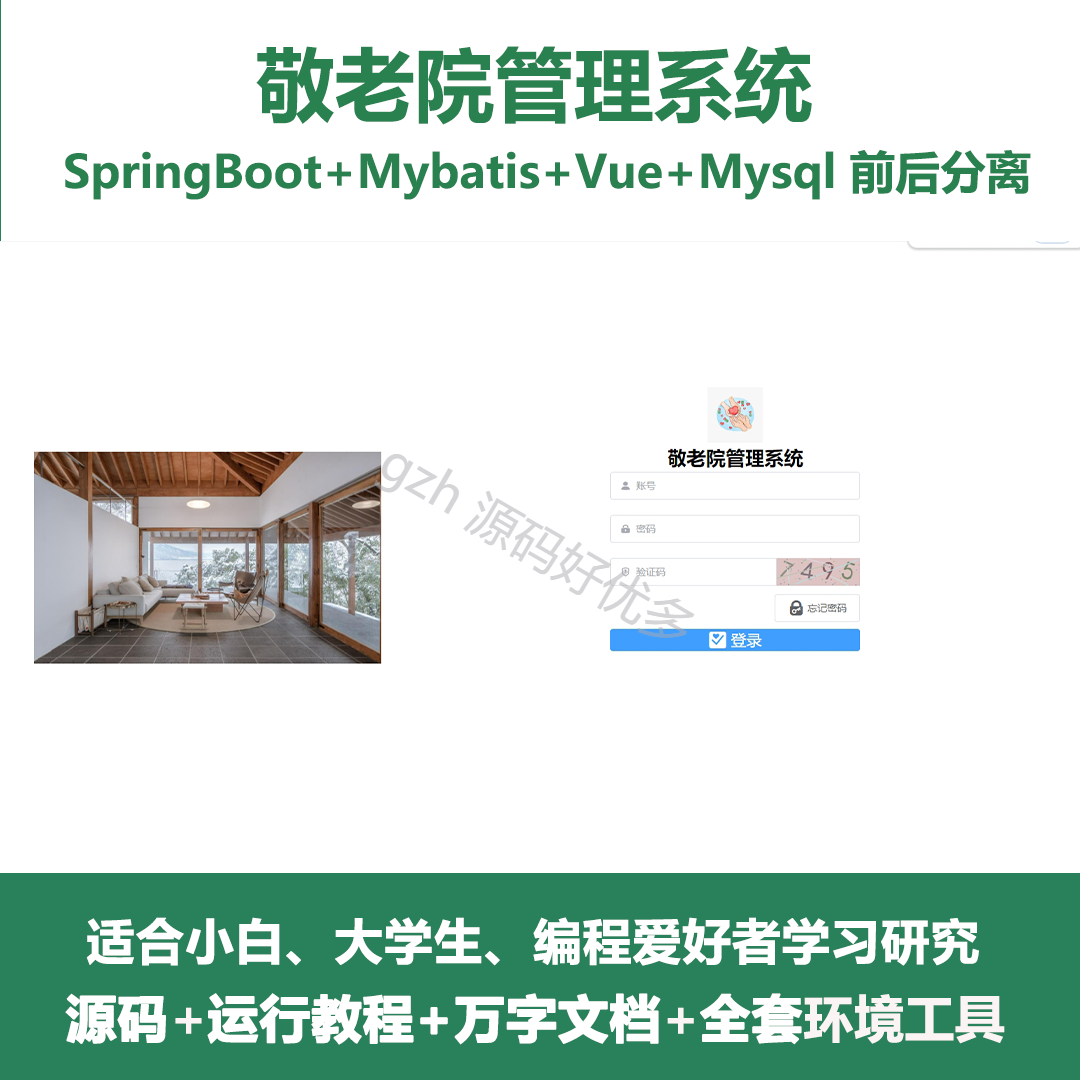 敬老院管理系统
SpringBoot+Mybatis+Vue+Mysql 前后分离
敬老院管理系统
账号
密码
验证码
7495
忘记密码
登录
gzh 源码好优多
适合小白、大学生、编程爱好者学习研究
源码+运行教程+万字文档+全套环境工具